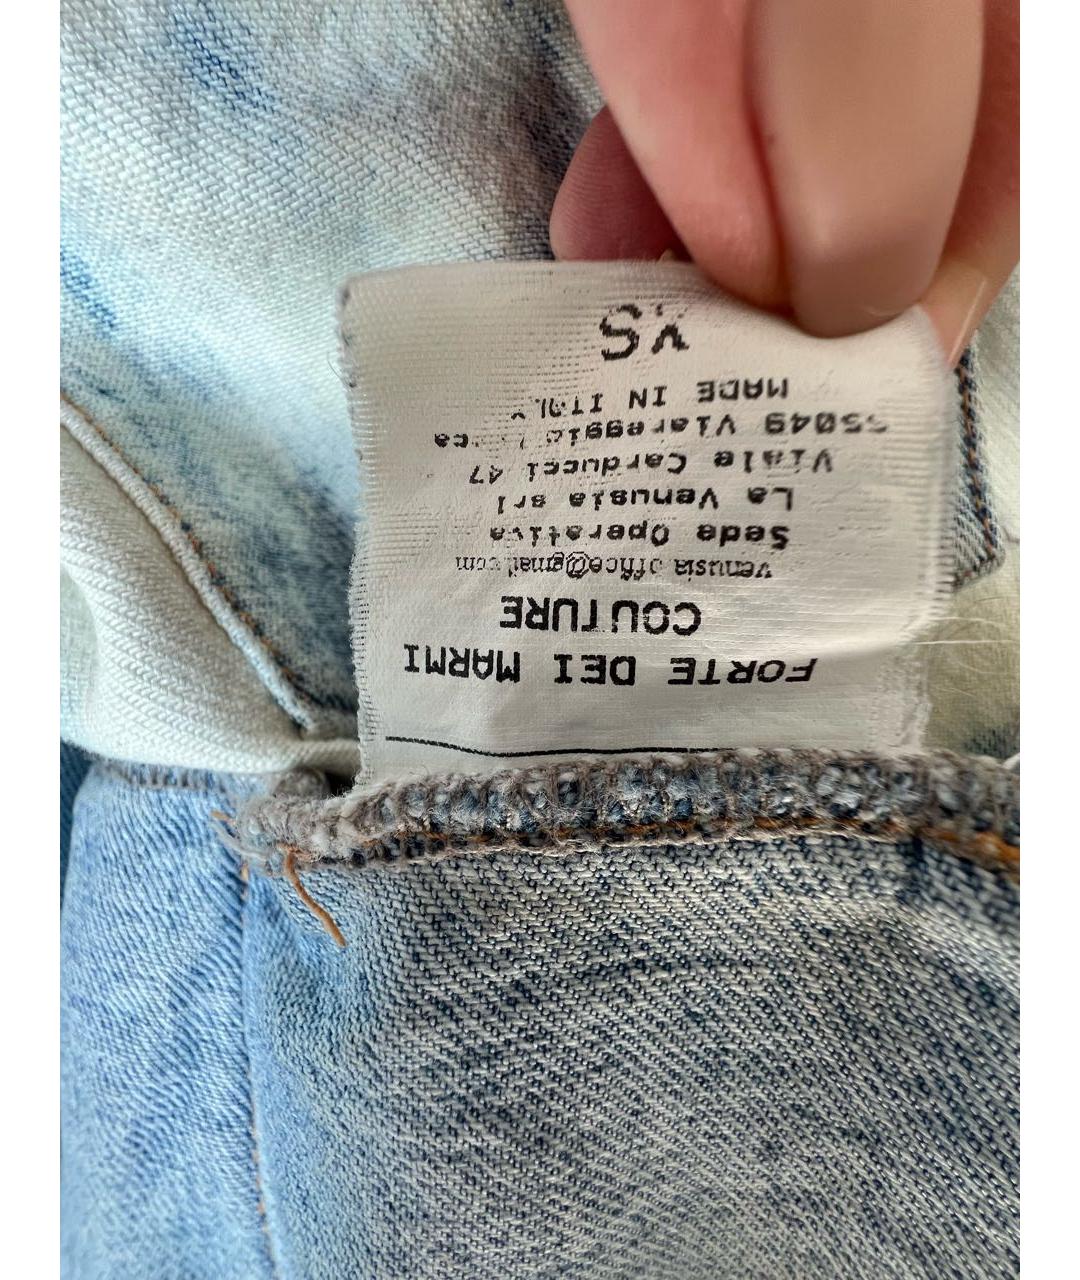 FORTE DEI MARMI
COUTURE
venusia office@gmail.com
Sede Operativa
La Venusia srl
Viale Carducci 47
55049 Viareggio Lucca
MADE IN ITALY
XS